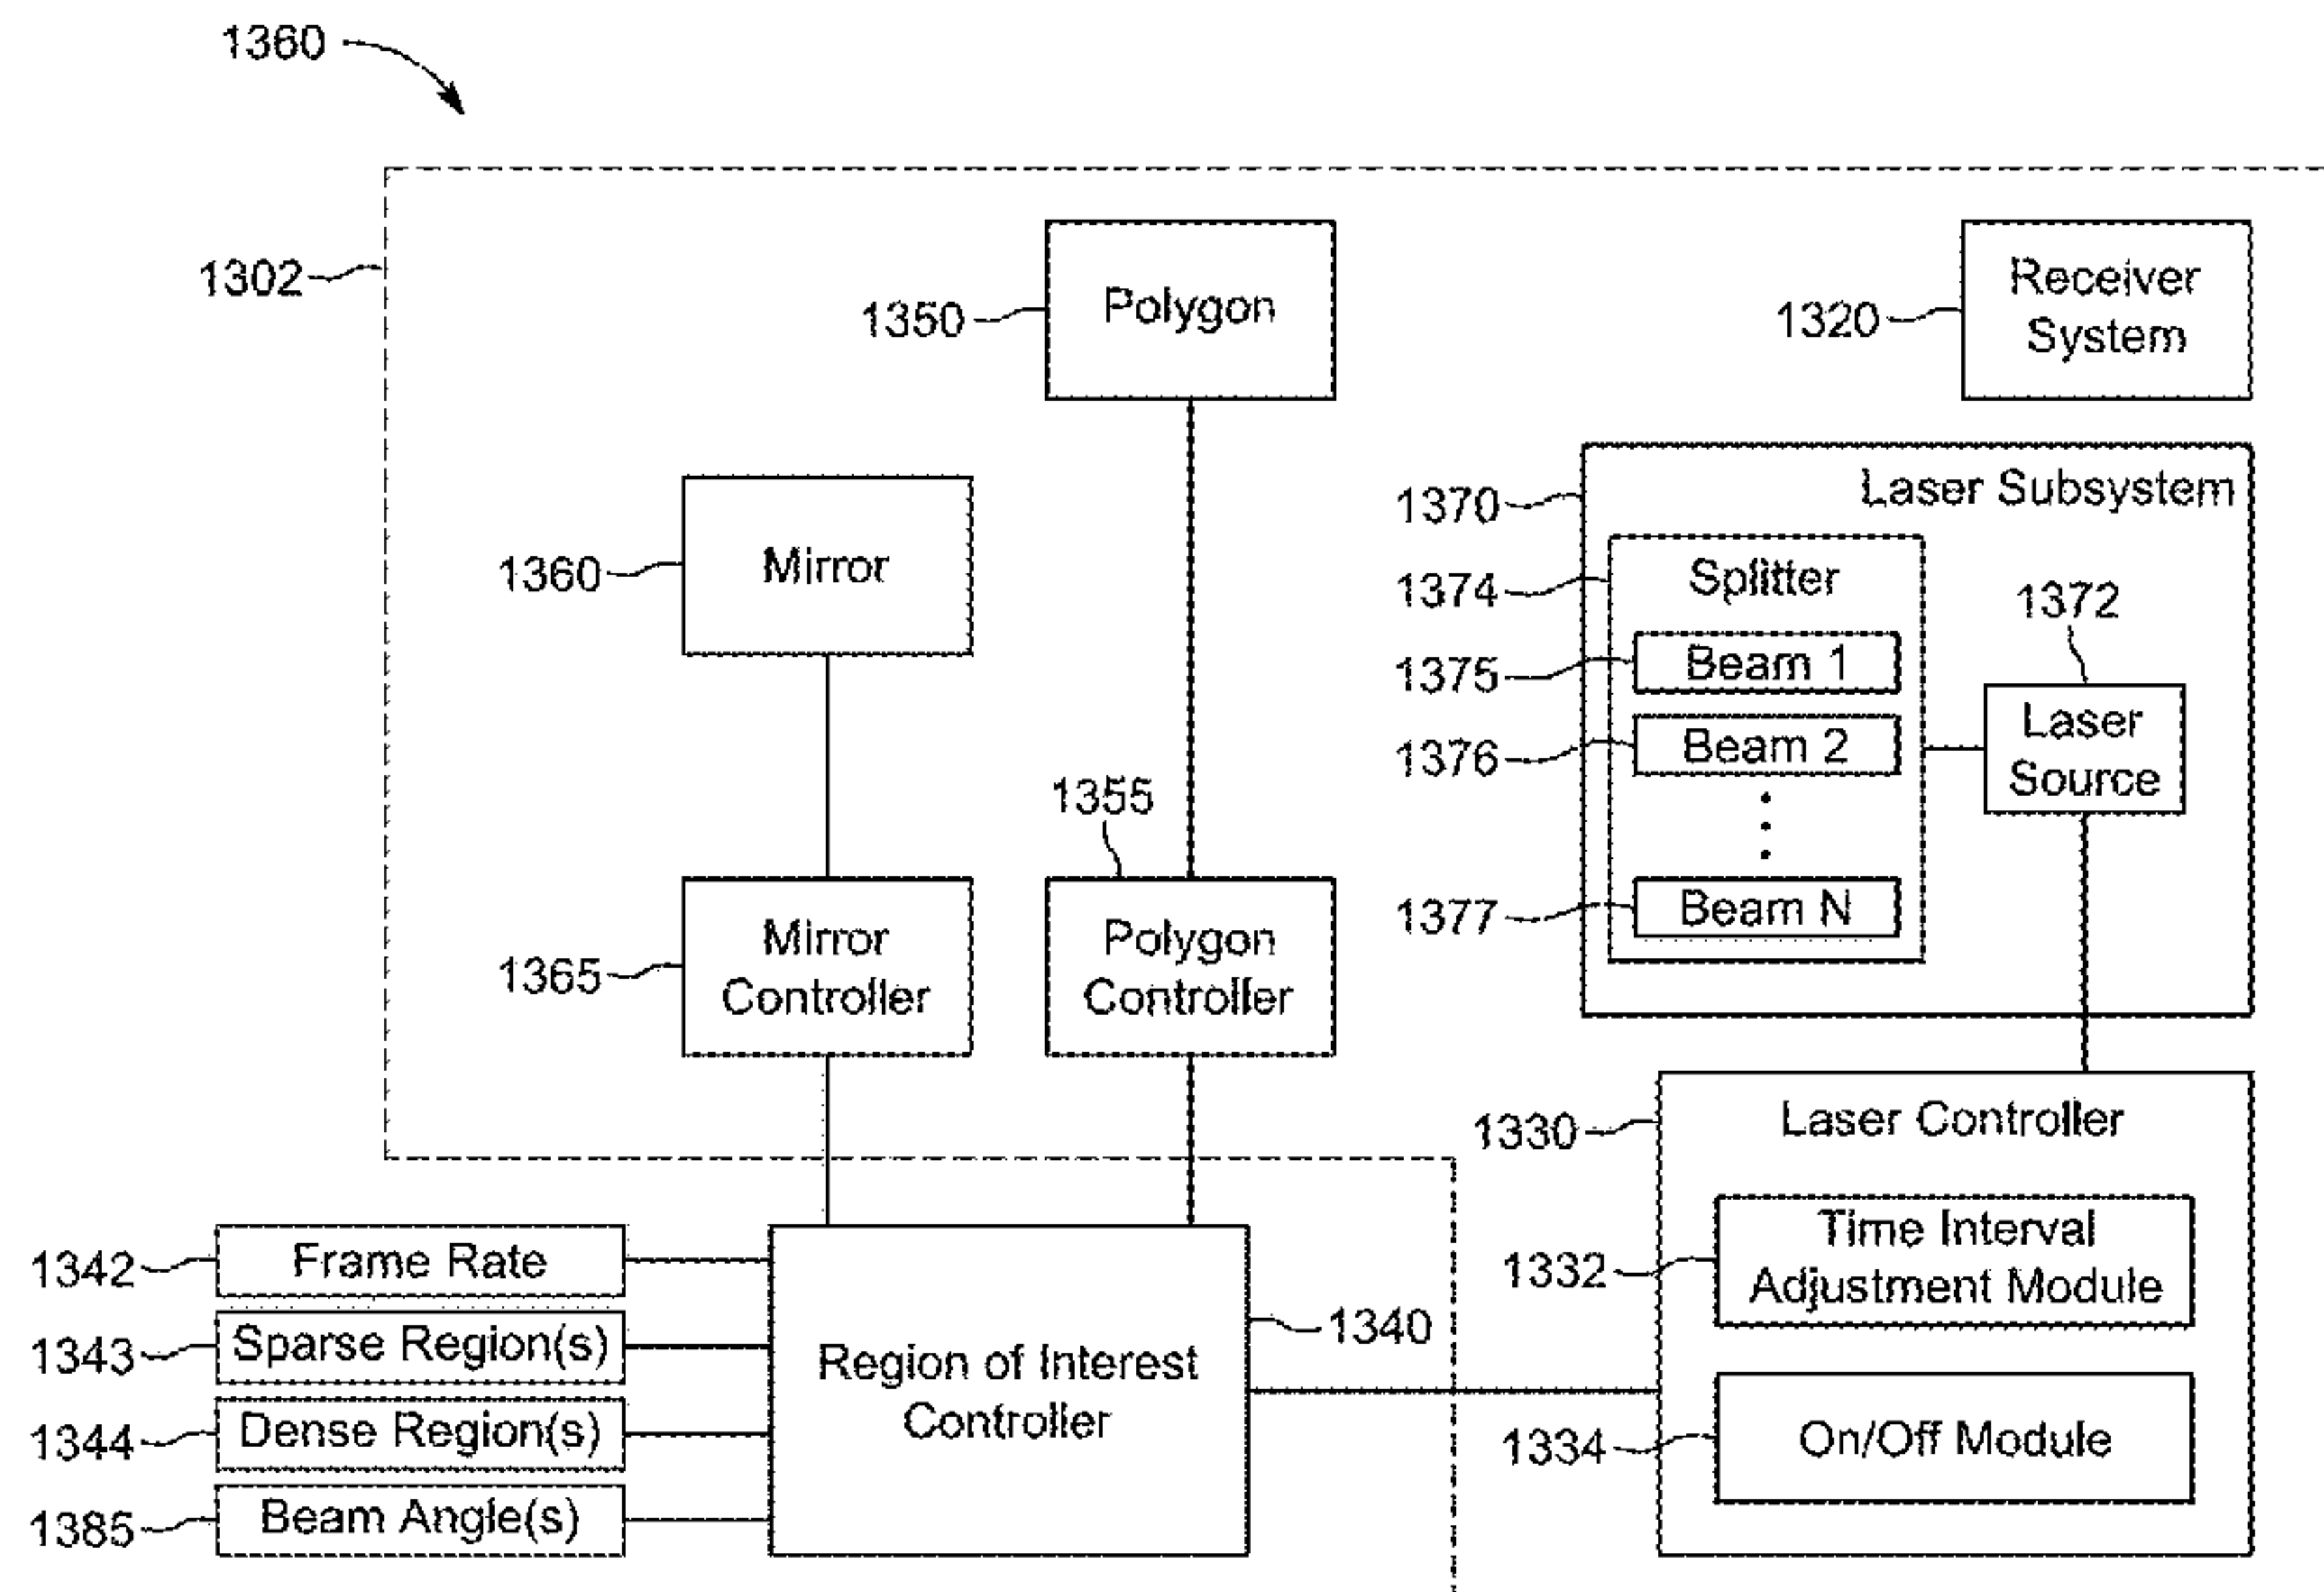 1360
1302
1350
Polygon
1320
Receiver
System
1370
Laser Subsystem
1360
Mirror
1374
Splitter
1372
1375
Beam 1
Laser
Source
1376
Beam 2
1355
1377
Beam N
1365
Mirror
Controller
Polygon
Controller
1330
Laser Controller
1342
Frame Rate
1332
Time Interval
Adjustment Module
1343
Sparse Region(s)
1340
Region of Interest
Controller
1344
Dense Region(s)
1334
On/Off Module
1385
Beam Angle(s)